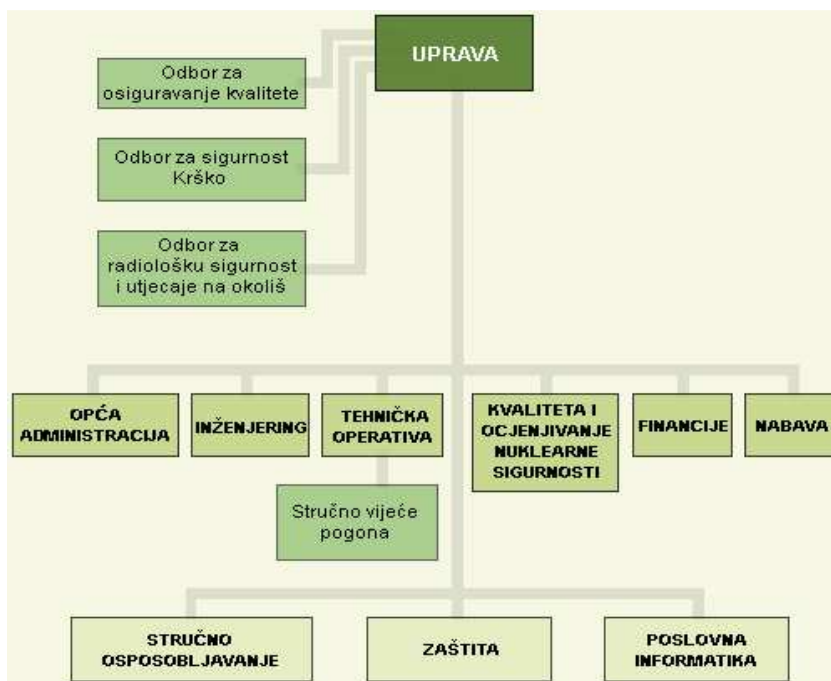 UPRAVA
Odbor za
osiguravanje kvalitete
Odbor za sigurnost
Krško
Odbor za
radiološku sigurnost
i utjecaje na okoliš
OPĆA
ADMINISTRACIJA
INŽENJERING
TEHNIČKA
OPERATIVA
KVALITETA I
OCJENJIVANJE
NUKLEARNE
SIGURNOSTI
FINANCIJE
NABAVA
Stručno vijeće
pogona
STRUČNO
OSPOSOBLJAVANJE
ZAŠTITA
POSLOVNA
INFORMATIKA